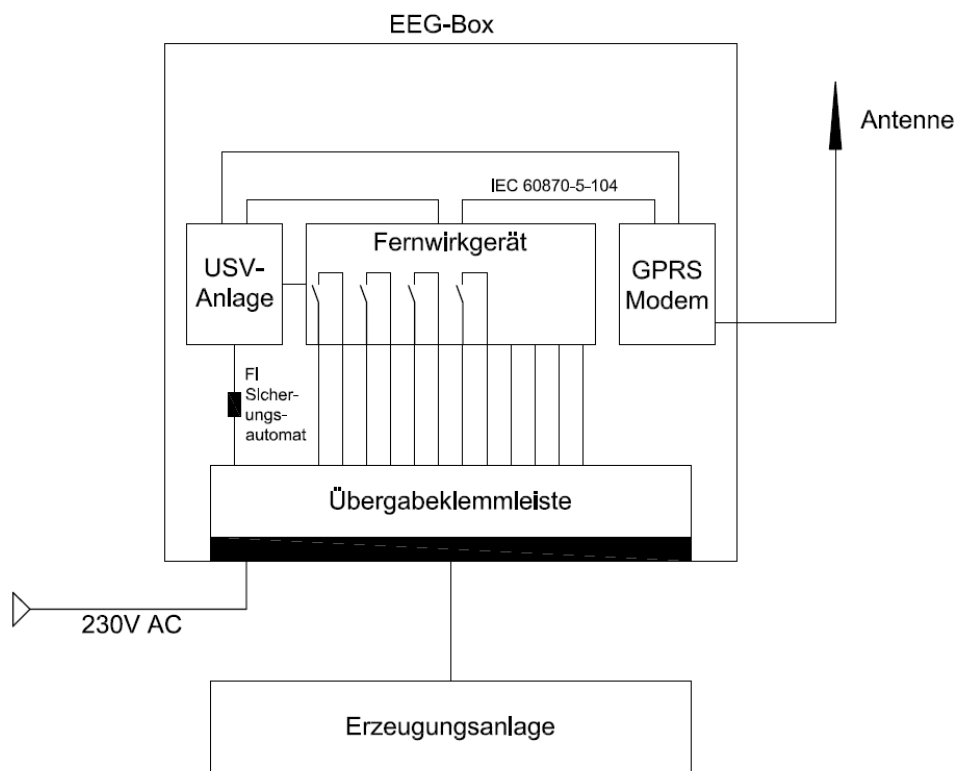 EEG-Box
Antenne
IEC 60870-5-104
Fernwirkgerät
USV-
Anlage
GPRS
Modem
FI
Sicher-
ungs-
automat
Übergabeklemmleiste
230V AC
Erzeugungsanlage